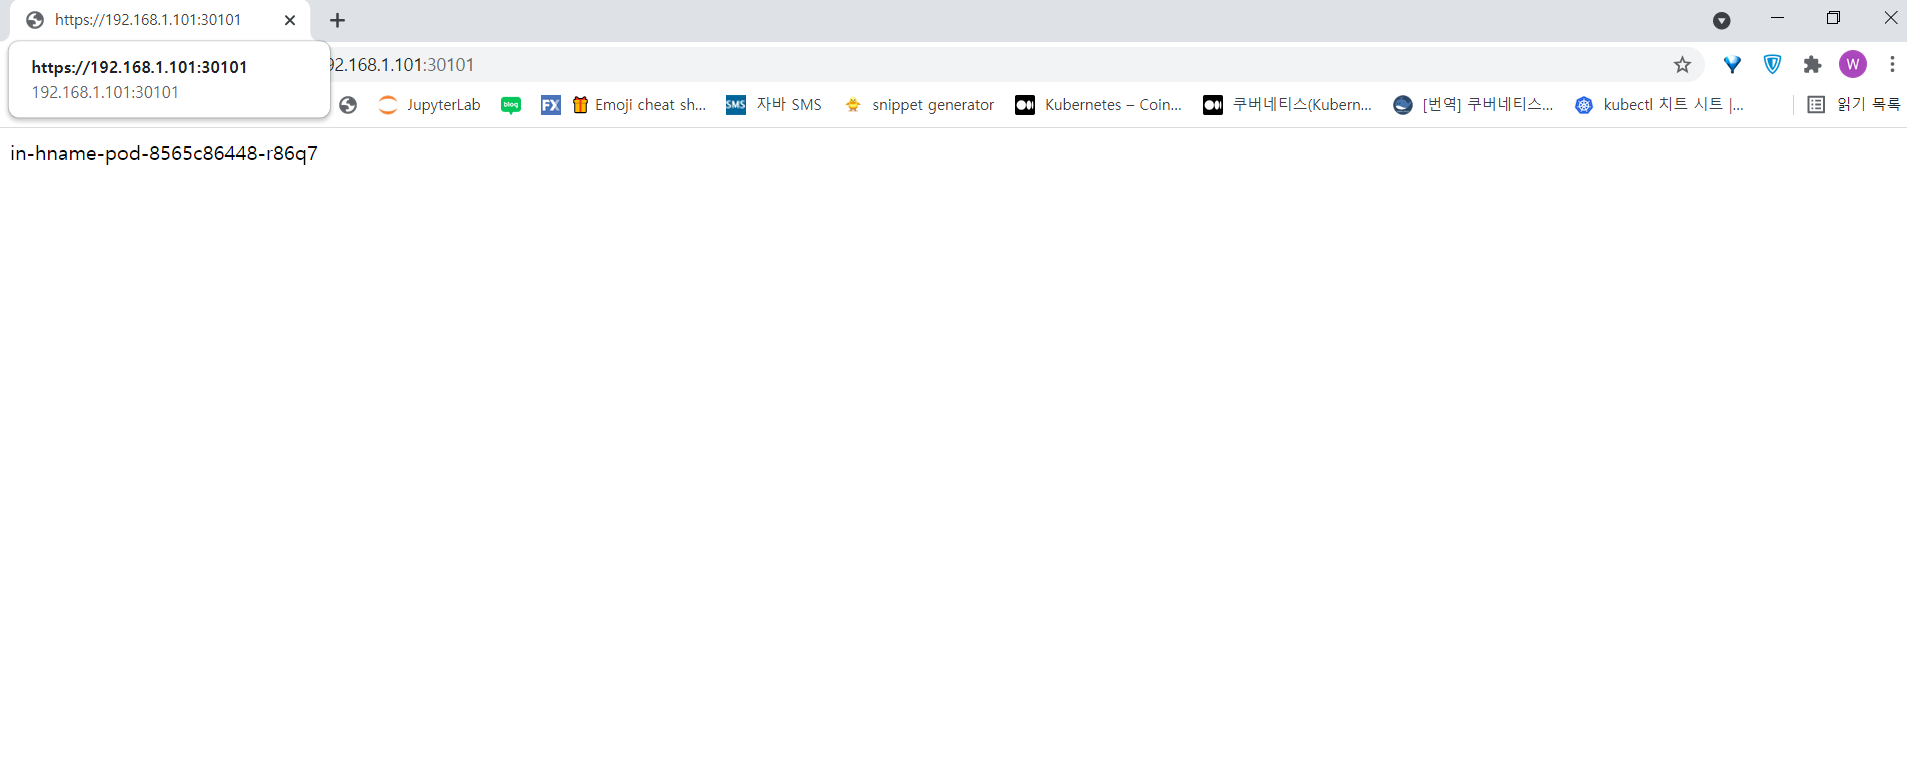 https://192.168.1.101:30101
https://192.168.1.101:30101
192.168.1.101:30101
92.168.1.101:30101
W
JupyterLab
blog
FX
Emoji cheat sh...
SMS
자바 SMS
snippet generator
Kubernetes – Coin...
쿠버네티스(Kubern...
[번역] 쿠버네티스...
kubectl 치트 시트 |...
읽기 목록
in-hname-pod-8565c86448-r86q7